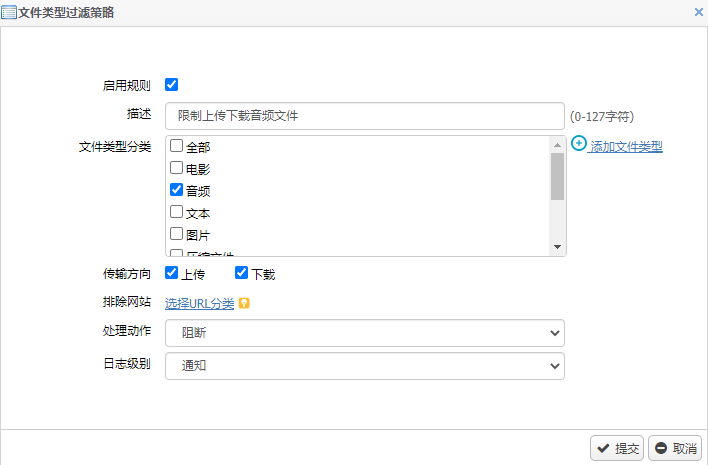 文件类型过滤策略
启用规则
描述 限制上传下载音频文件 (0-127字符)
文件类型分类 全部 添加文件类型
电影
音频
文本
图片
压缩文件
传输方向 上传 下载
排除网站 选择URL分类
处理动作 阻断
日志级别 通知
提交 取消